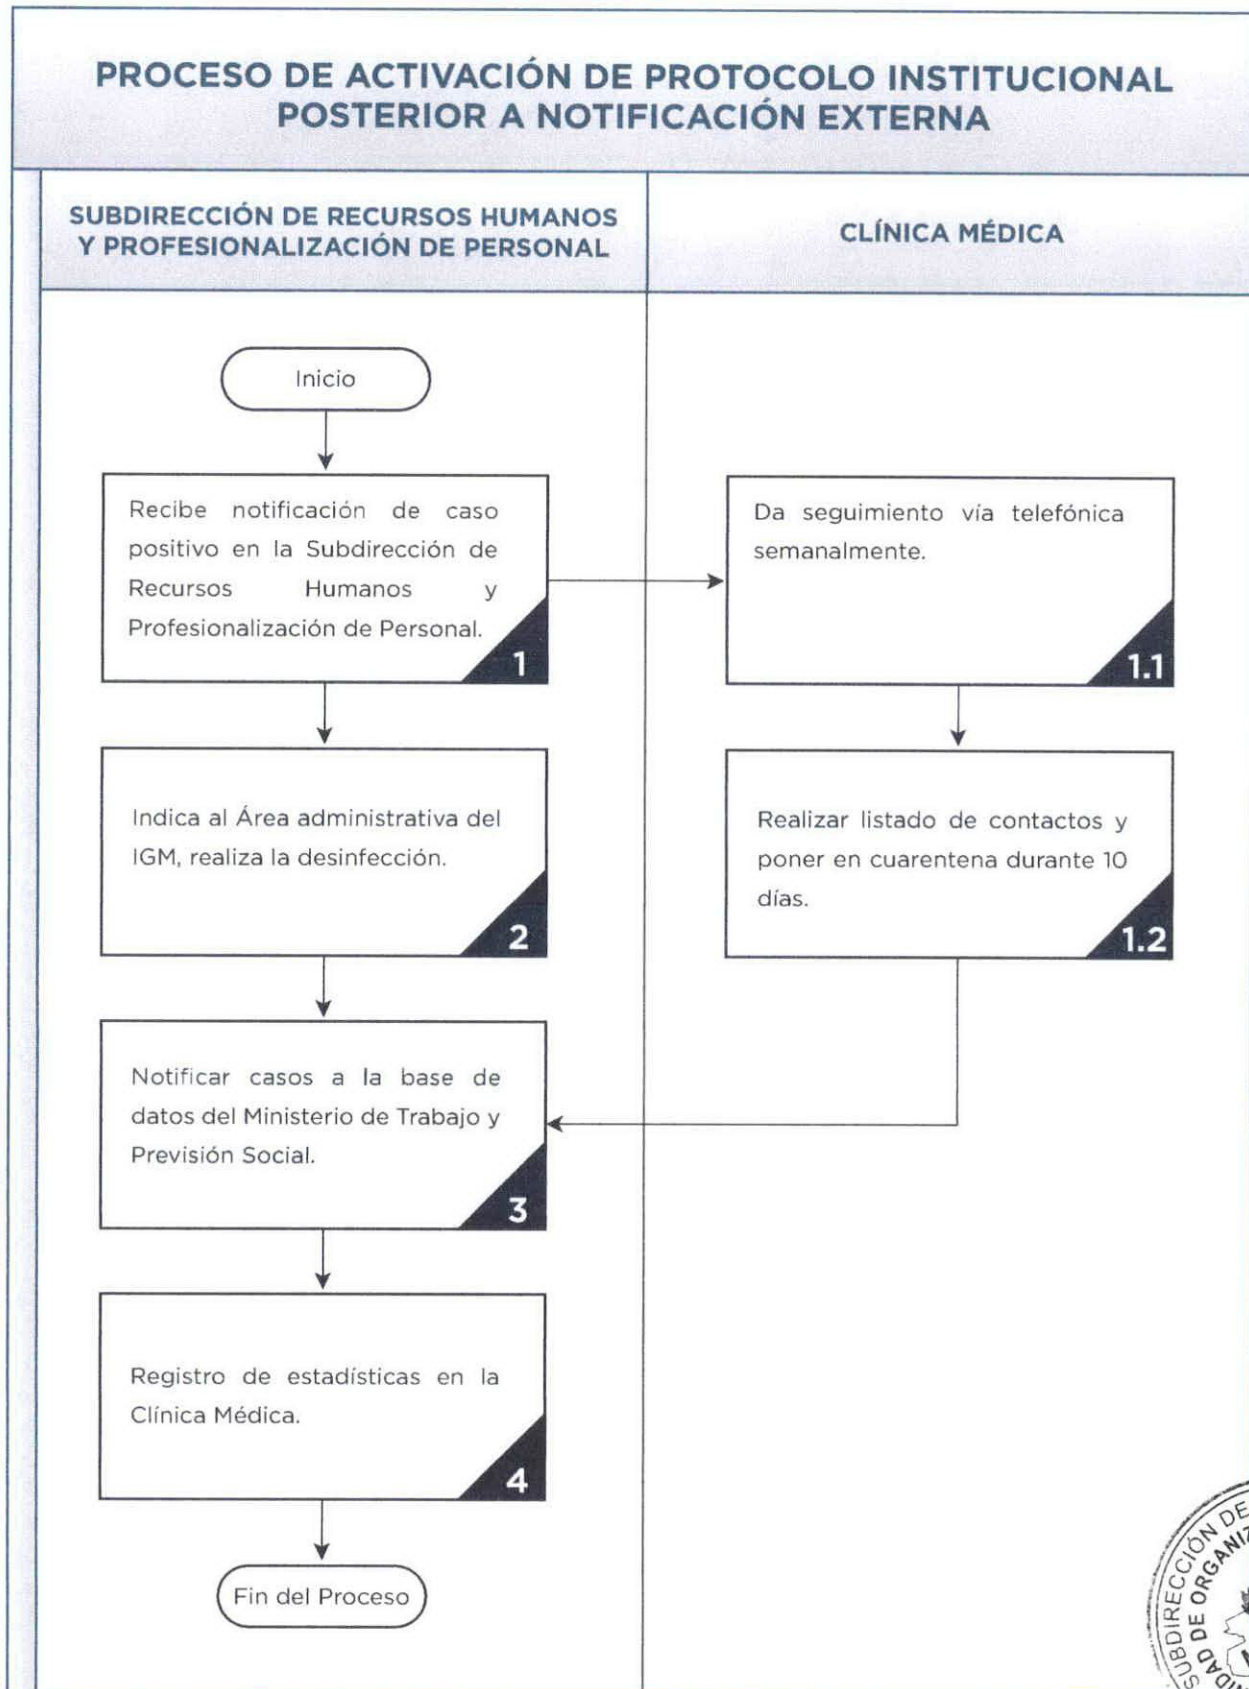 PROCESO DE ACTIVACIÓN DE PROTOCOLO INSTITUCIONAL
POSTERIOR A NOTIFICACIÓN EXTERNA
SUBDIRECCIÓN DE RECURSOS HUMANOS
Y PROFESIONALIZACIÓN DE PERSONAL
CLÍNICA MÉDICA
Inicio
Recibe notificación de caso
positivo en la Subdirección de
Recursos Humanos y
Profesionalización de Personal.
1
Da seguimiento vía telefónica
semanalmente.
1.1
Indica al Área administrativa del
IGM, realiza la desinfección.
2
Realizar listado de contactos y
poner en cuarentena durante 10
días.
1.2
Notificar casos a la base de
datos del Ministerio de Trabajo y
Previsión Social.
3
Registro de estadísticas en la
Clínica Médica.
4
Fin del Proceso
SUBDIRECCIÓN DE
DE